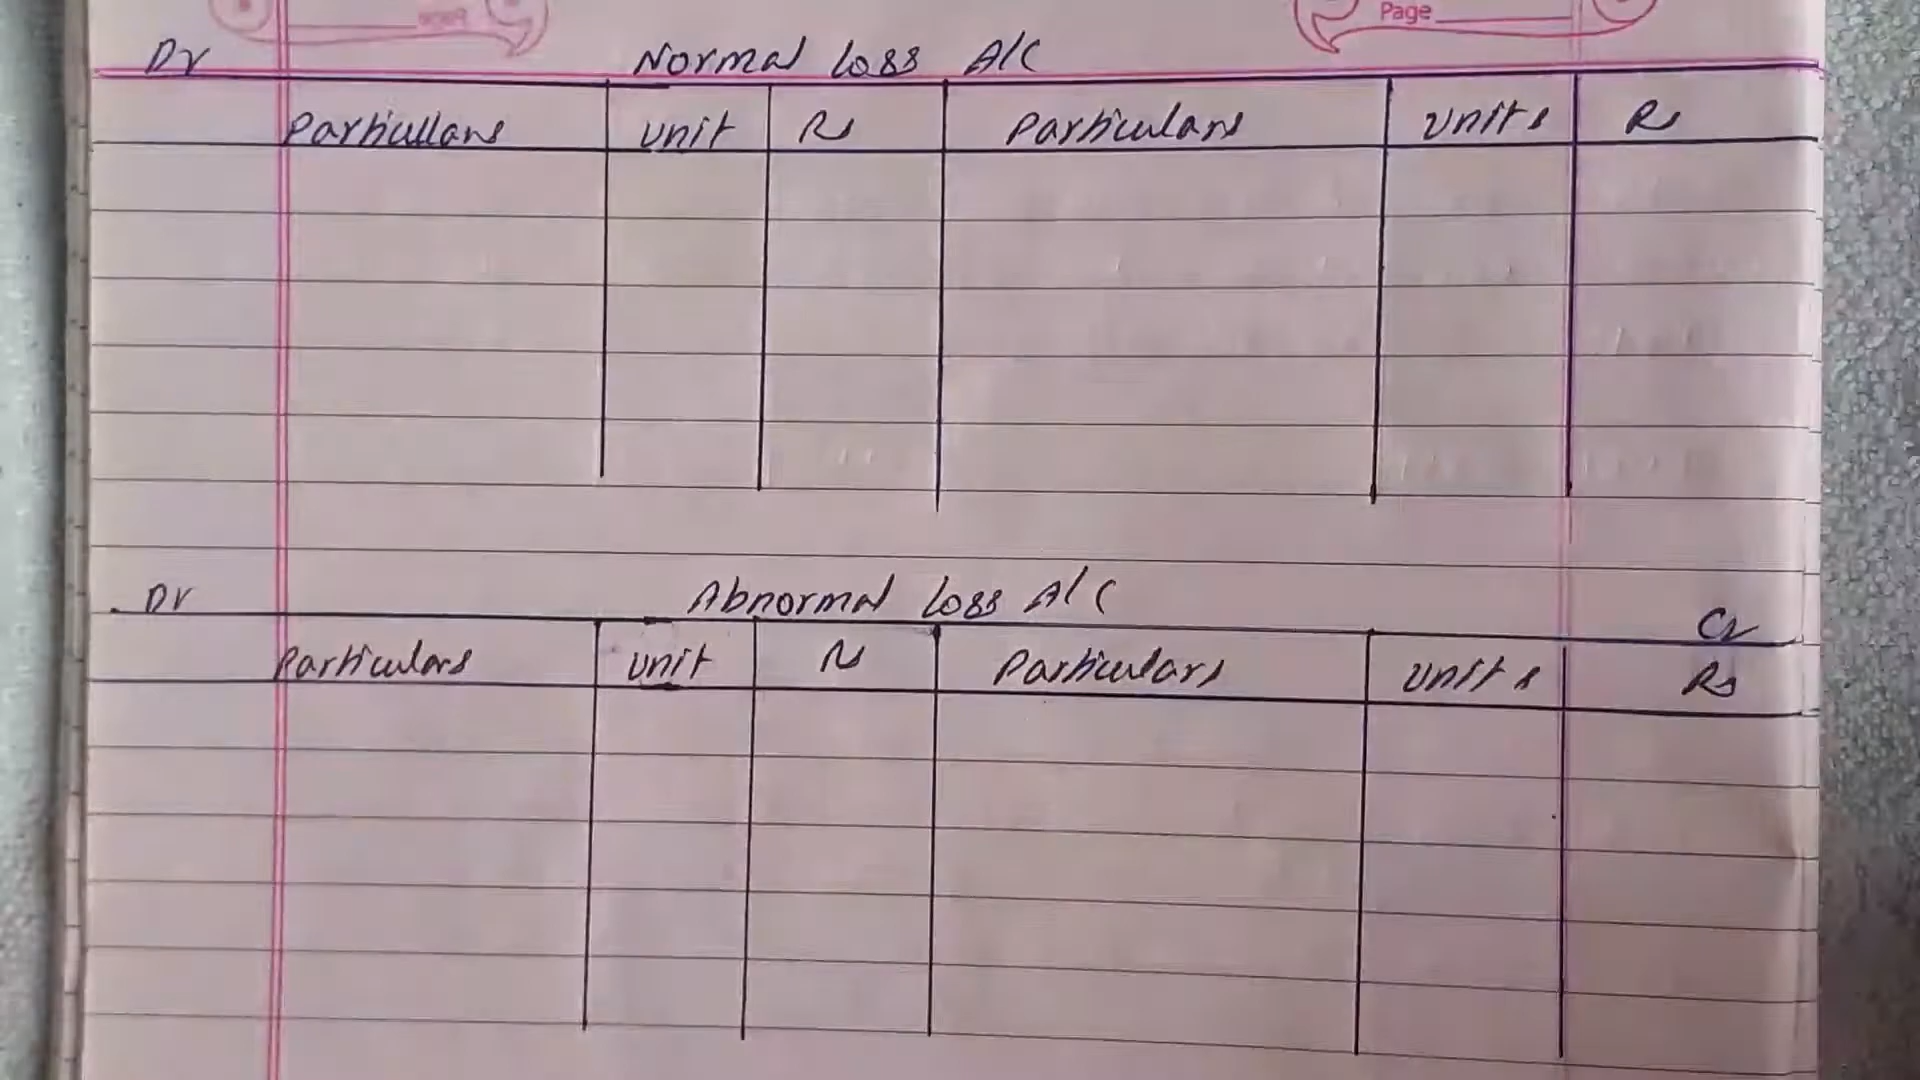 Page
Dr Normal Loss A/C
Particullars unit Rs Particulars units Rs
Dr Abnormal Loss A/C Cr
Particulars unit Rs Particulars units Rs